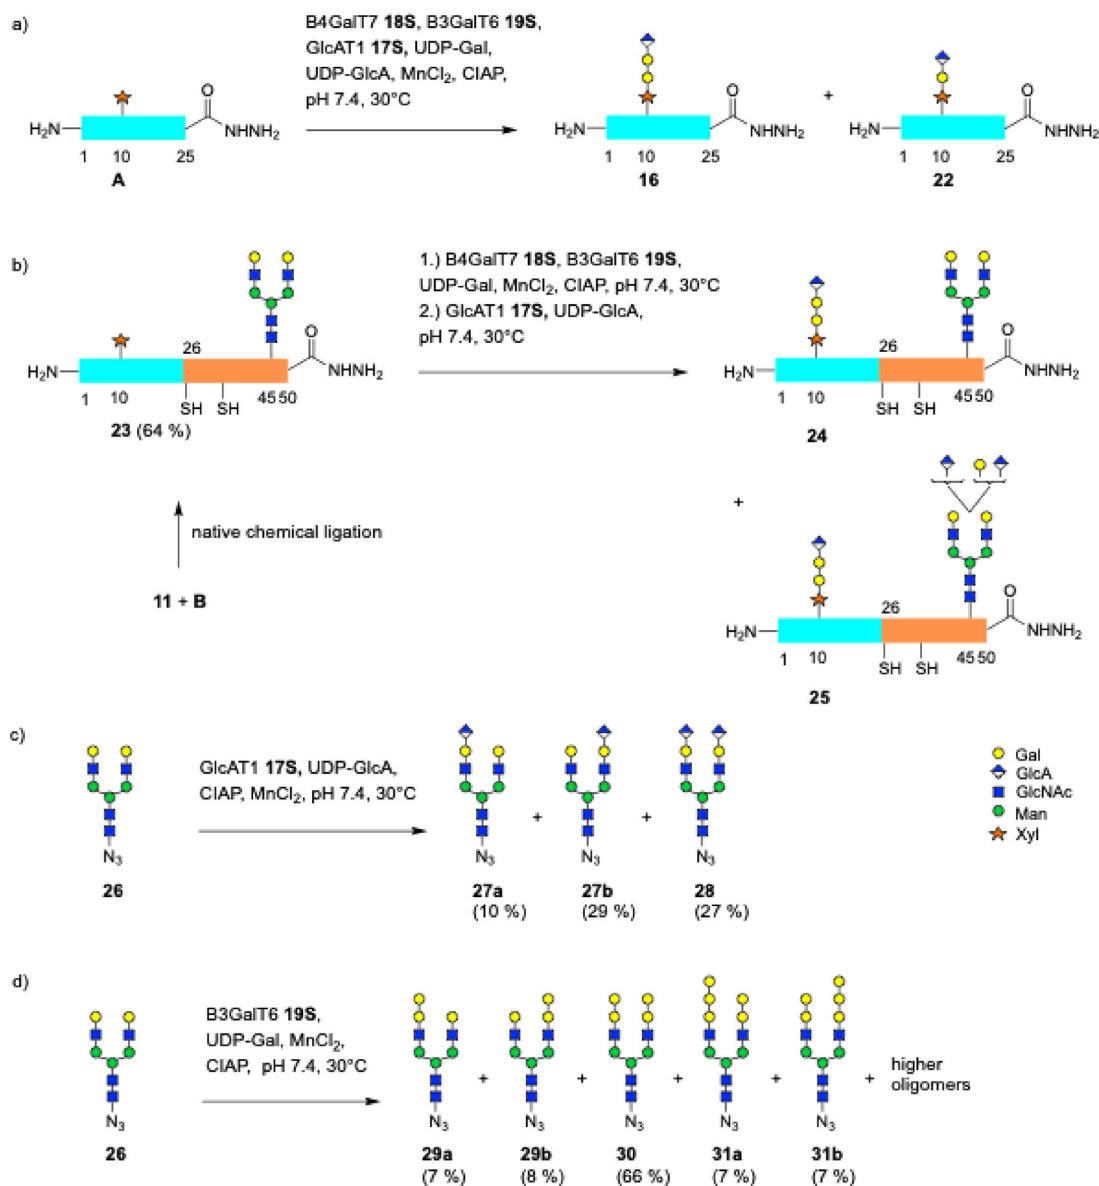 a)
B4GalT7 18S, B3GalT6 19S,
GlcAT1 17S, UDP-Gal,
UDP-GlcA, MnCl2, CIAP,
pH 7.4, 30°C
H2N
O
NHNH2
1 10 25
A
H2N
O
NHNH2
1 10 25
16
+
H2N
O
NHNH2
1 10 25
22
b)
1.) B4GalT7 18S, B3GalT6 19S,
UDP-Gal, MnCl2, CIAP, pH 7.4, 30°C
2.) GlcAT1 17S, UDP-GlcA,
pH 7.4, 30°C
26
H2N
O
NHNH2
1 10 SH SH 45 50
23 (64 %)
26
H2N
O
NHNH2
1 10 SH SH 45 50
24
native chemical ligation
11 + B
+
26
H2N
O
NHNH2
1 10 SH SH 45 50
25
c)
GlcAT1 17S, UDP-GlcA,
CIAP, MnCl2, pH 7.4, 30°C
N3
26
+
+
N3
N3
N3
27a
(10 %)
27b
(29 %)
28
(27 %)
Gal
GlcA
GlcNAc
Man
Xyl
d)
B3GalT6 19S,
UDP-Gal, MnCl2,
CIAP, pH 7.4, 30°C
N3
26
+
+
+
+
+
higher
oligomers
N3
N3
N3
N3
N3
29a
(7 %)
29b
(8 %)
30
(66 %)
31a
(7 %)
31b
(7 %)